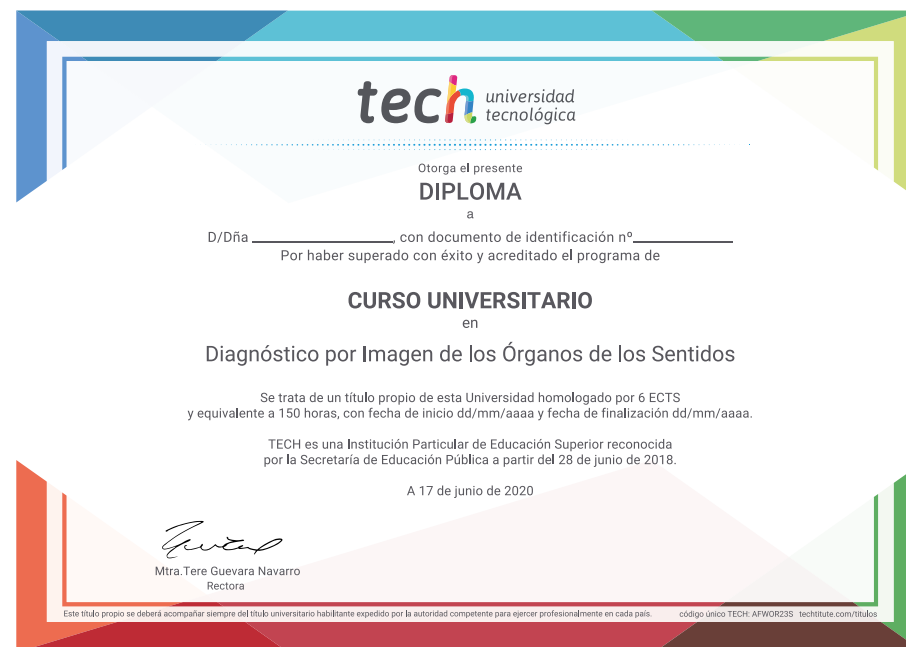 tech universidad
tecnológica
Otorga el presente
DIPLOMA
a
D/Dña ____________________, con documento de identificación nº______________
Por haber superado con éxito y acreditado el programa de
CURSO UNIVERSITARIO
en
Diagnóstico por Imagen de los Órganos de los Sentidos
Se trata de un título propio de esta Universidad homologado por 6 ECTS
y equivalente a 150 horas, con fecha de inicio dd/mm/aaaa y fecha de finalización dd/mm/aaaa.
TECH es una Institución Particular de Educación Superior reconocida
por la Secretaría de Educación Pública a partir del 28 de junio de 2018.
A 17 de junio de 2020
Mtra.Tere Guevara Navarro
Rectora
Este título propio se deberá acompañar siempre del título universitario habilitante expedido por la autoridad competente para ejercer profesionalmente en cada país. código único TECH: AFWOR23S techtitute.com/titulos